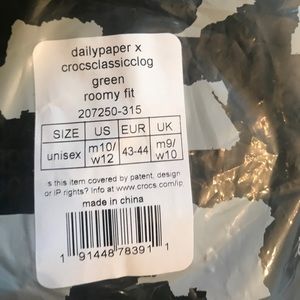 dailypaper x
crocsclassicclog
green
roomy fit
207250-315
SIZE US EUR UK
unisex m10/ w12 43-44 m9/ w10
s this item covered by patent, design
or IP rights? Info at www.crocs.com/ip
made in china
1 91448 78391 1